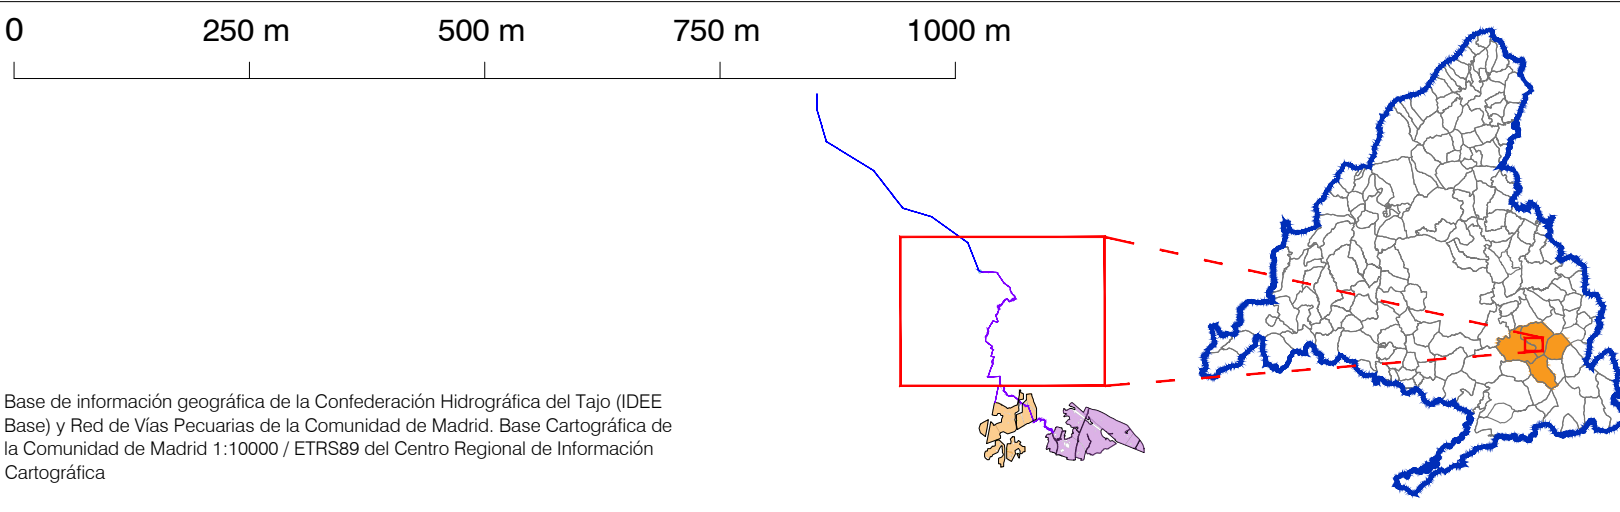 0 250 m 500 m 750 m 1000 m
Base de información geográfica de la Confederación Hidrográfica del Tajo (IDEE
Base) y Red de Vías Pecuarias de la Comunidad de Madrid. Base Cartográfica de
la Comunidad de Madrid 1:10000 / ETRS89 del Centro Regional de Información
Cartográfica